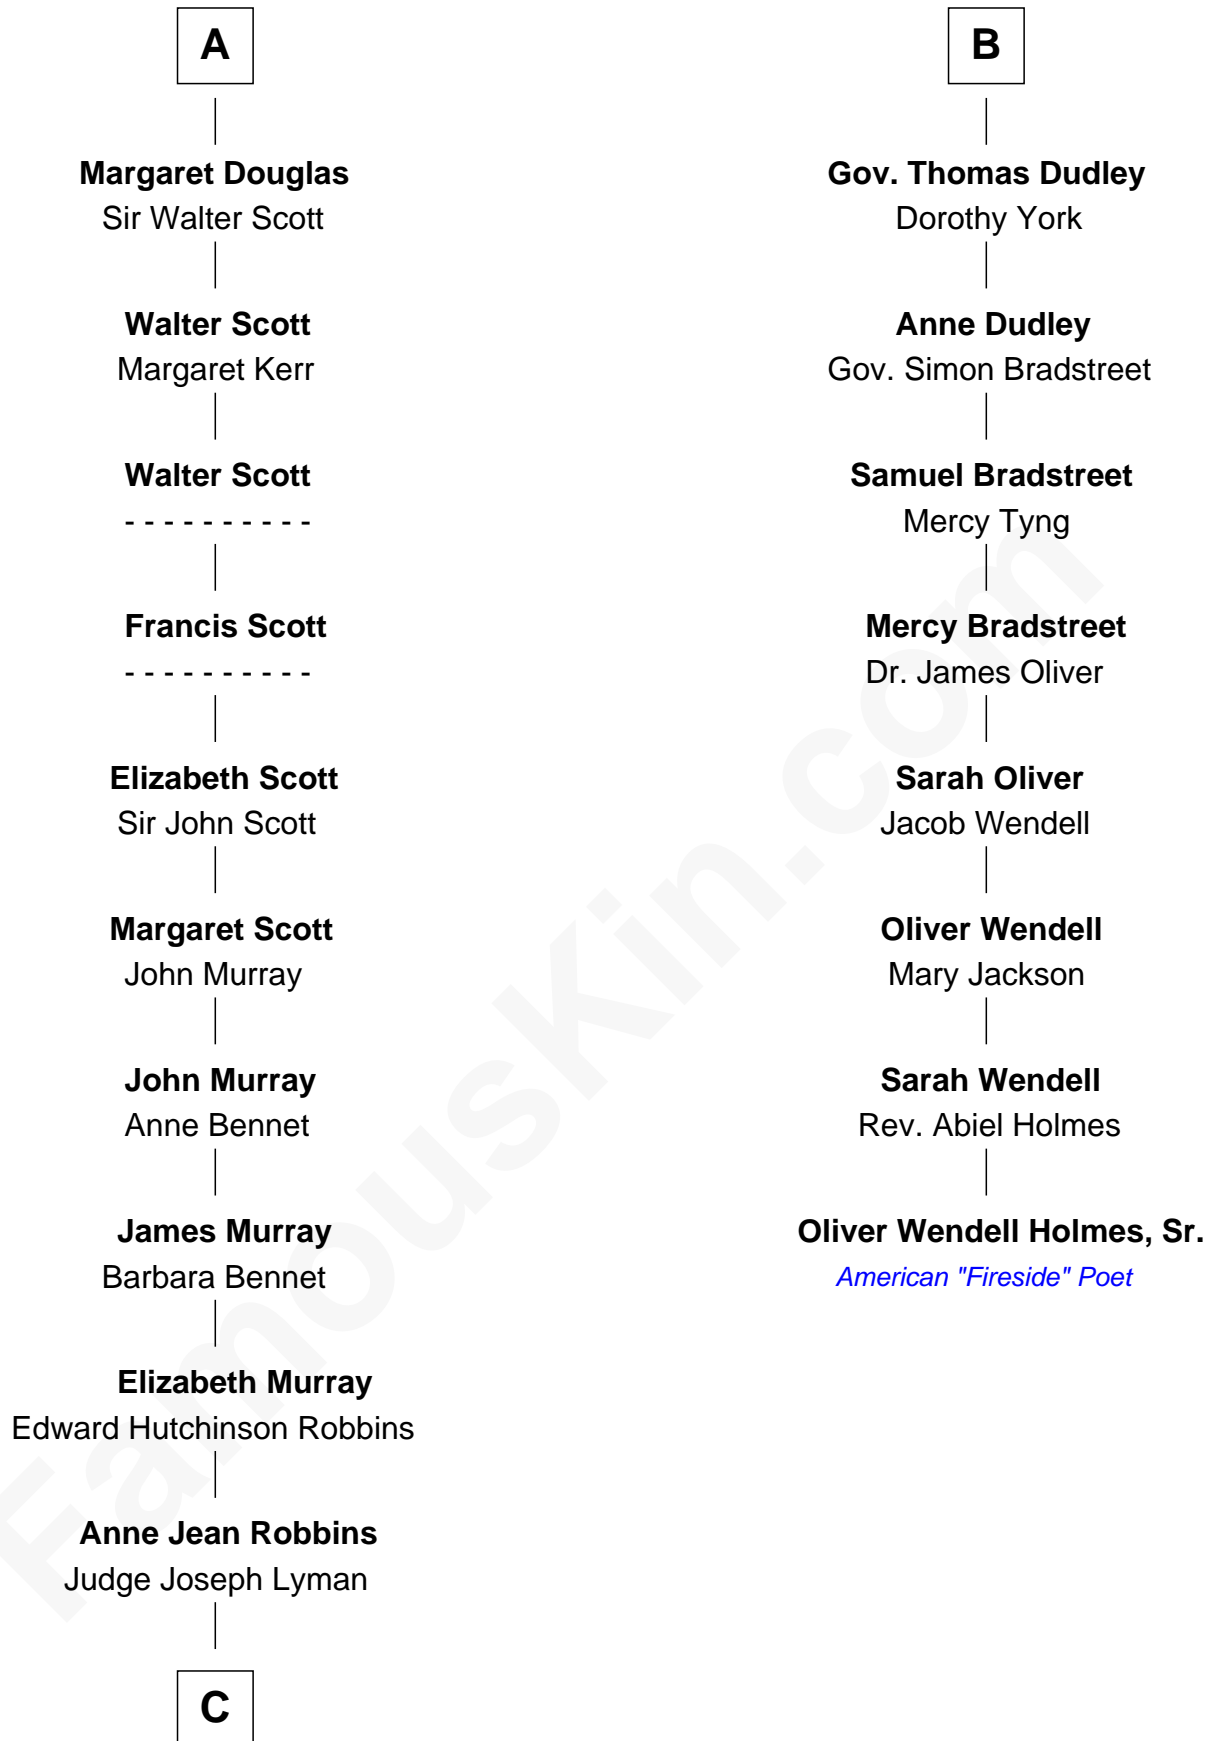 A
Margaret Douglas
Sir Walter Scott
Walter Scott
Margaret Kerr
Walter Scott
- - - - - - - - - -
Francis Scott
- - - - - - - - - -
Elizabeth Scott
Sir John Scott
Margaret Scott
John Murray
John Murray
Anne Bennet
James Murray
Barbara Bennet
Elizabeth Murray
Edward Hutchinson Robbins
Anne Jean Robbins
Judge Joseph Lyman
C
B
Gov. Thomas Dudley
Dorothy York
Anne Dudley
Gov. Simon Bradstreet
Samuel Bradstreet
Mercy Tyng
Mercy Bradstreet
Dr. James Oliver
Sarah Oliver
Jacob Wendell
Oliver Wendell
Mary Jackson
Sarah Wendell
Rev. Abiel Holmes
Oliver Wendell Holmes, Sr.
American "Fireside" Poet
FamousKin.com